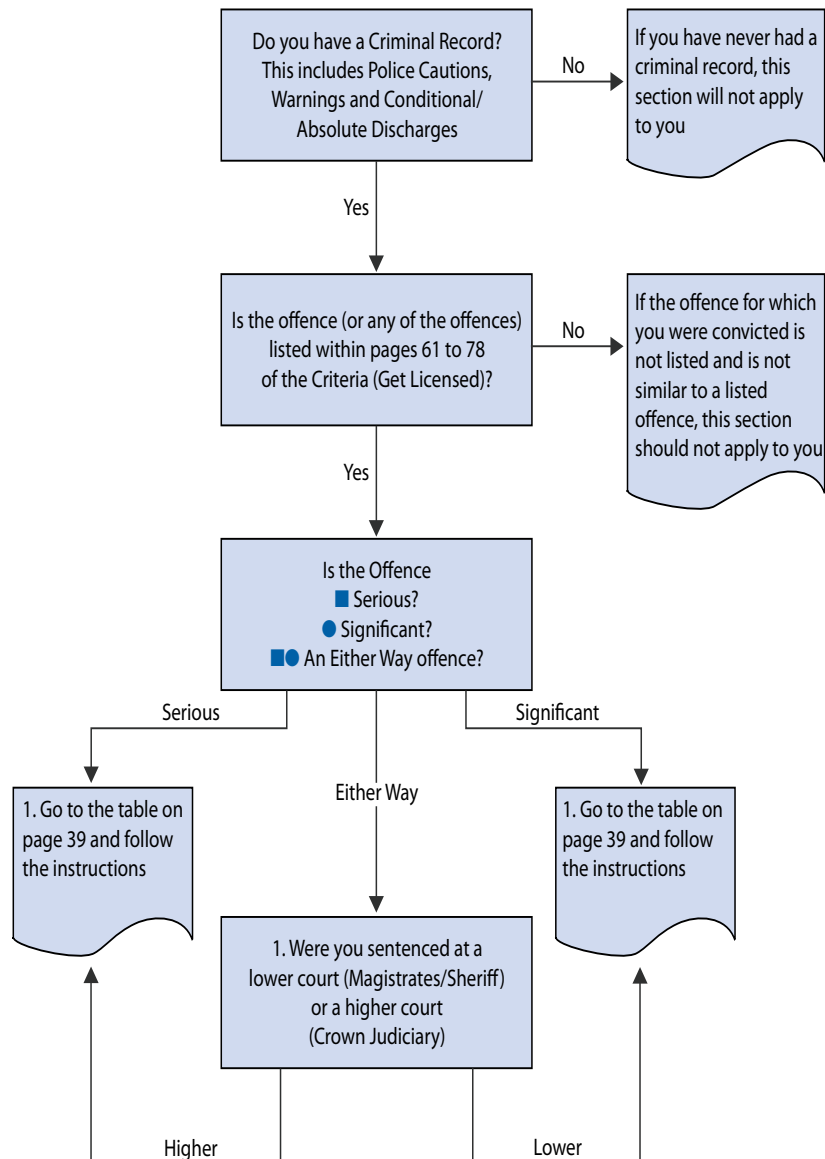 Do you have a Criminal Record?
This includes Police Cautions,
Warnings and Conditional/
Absolute Discharges
No
If you have never had a
criminal record, this
section will not apply
to you
Yes
Is the offence (or any of the offences)
listed within pages 61 to 78
of the Criteria (Get Licensed)?
No
If the offence for which
you were convicted is
not listed and is not
similar to a listed
offence, this section
should not apply to you
Yes
Is the Offence
Serious?
Significant?
An Either Way offence?
Serious
Significant
Either Way
1. Go to the table on
page 39 and follow
the instructions
1. Go to the table on
page 39 and follow
the instructions
1. Were you sentenced at a
lower court (Magistrates/Sheriff)
or a higher court
(Crown Judiciary)
Higher
Lower